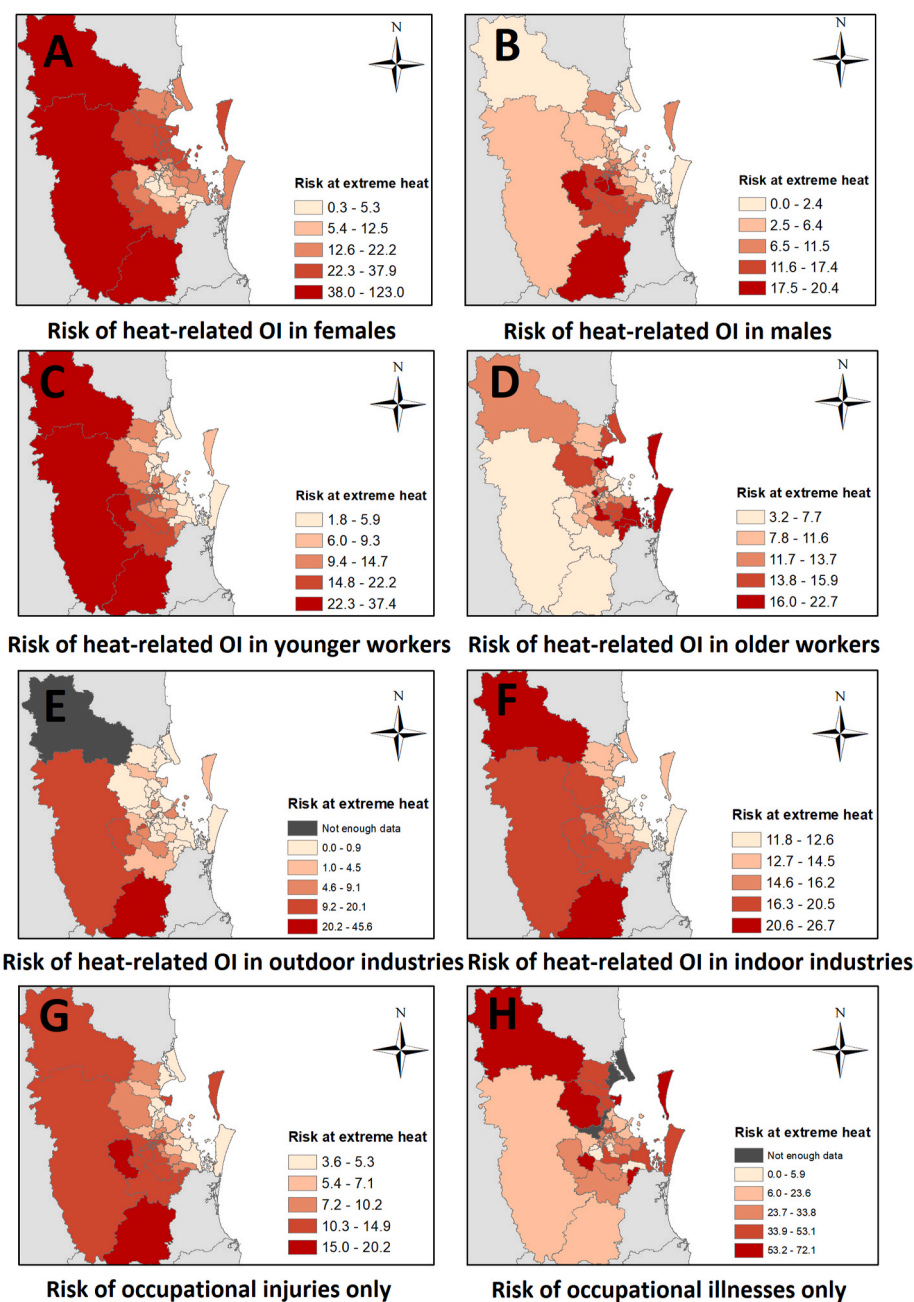 A
N
Risk at extreme heat
0.3 - 5.3
5.4 - 12.5
12.6 - 22.2
22.3 - 37.9
38.0 - 123.0
Risk of heat-related OI in females
B
N
Risk at extreme heat
0.0 - 2.4
2.5 - 6.4
6.5 - 11.5
11.6 - 17.4
17.5 - 20.4
Risk of heat-related OI in males
C
N
Risk at extreme heat
1.8 - 5.9
6.0 - 9.3
9.4 - 14.7
14.8 - 22.2
22.3 - 37.4
Risk of heat-related OI in younger workers
D
N
Risk at extreme heat
3.2 - 7.7
7.8 - 11.6
11.7 - 13.7
13.8 - 15.9
16.0 - 22.7
Risk of heat-related OI in older workers
E
N
Risk at extreme heat
Not enough data
0.0 - 0.9
1.0 - 4.5
4.6 - 9.1
9.2 - 20.1
20.2 - 45.6
Risk of heat-related OI in outdoor industries
F
N
Risk at extreme heat
11.8 - 12.6
12.7 - 14.5
14.6 - 16.2
16.3 - 20.5
20.6 - 26.7
Risk of heat-related OI in indoor industries
G
N
Risk at extreme heat
3.6 - 5.3
5.4 - 7.1
7.2 - 10.2
10.3 - 14.9
15.0 - 20.2
Risk of occupational injuries only
H
N
Risk at extreme heat
Not enough data
0.0 - 5.9
6.0 - 23.6
23.7 - 33.8
33.9 - 53.1
53.2 - 72.1
Risk of occupational illnesses only